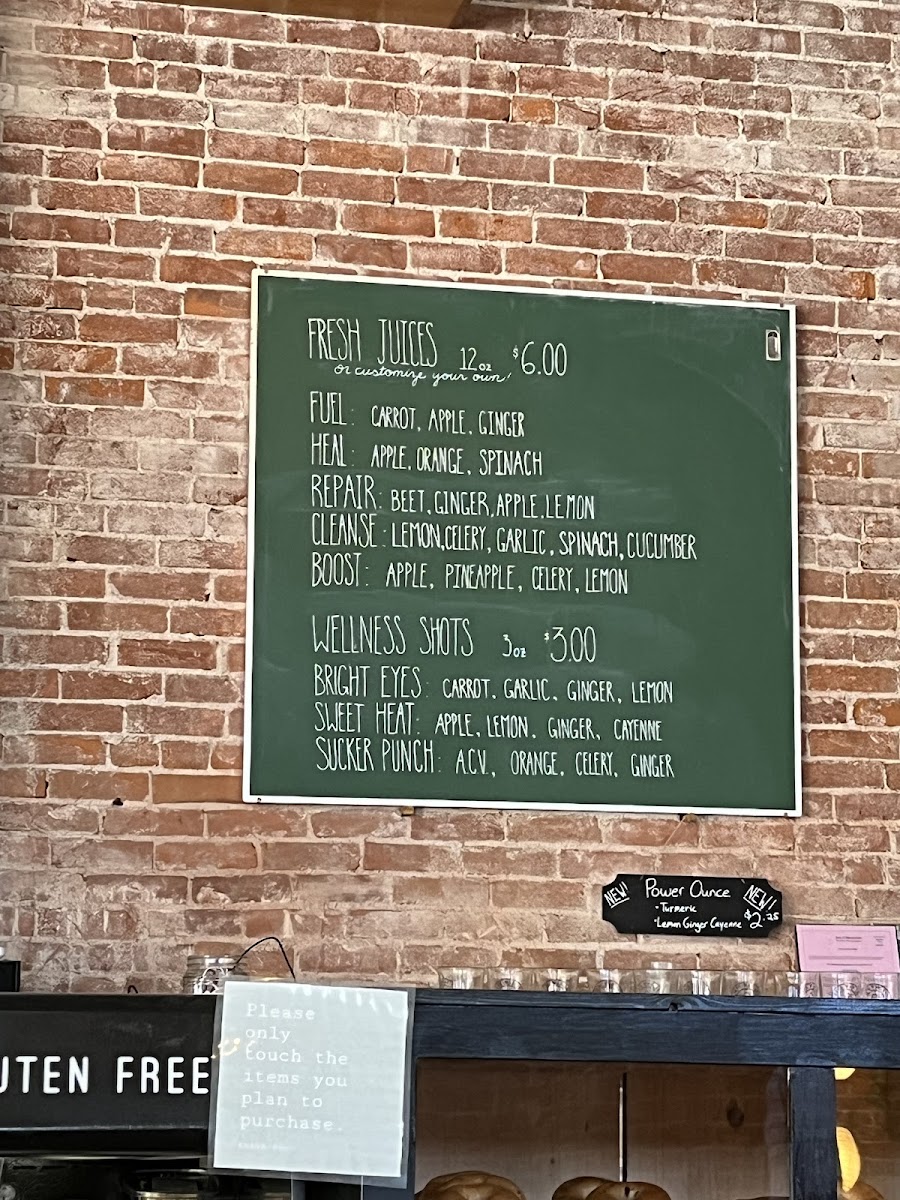 FRESH JUICES 12oz $6.00
or customize your own!
FUEL: CARROT, APPLE, GINGER
HEAL: APPLE, ORANGE, SPINACH
REPAIR: BEET, GINGER, APPLE, LEMON
CLEANSE: LEMON, CELERY, GARLIC, SPINACH, CUCUMBER
BOOST: APPLE, PINEAPPLE, CELERY, LEMON
WELLNESS SHOTS 3oz $3.00
BRIGHT EYES: CARROT, GARLIC, GINGER, LEMON
SWEET HEAT: APPLE, LEMON, GINGER, CAYENNE
SUCKER PUNCH: A.C.V., ORANGE, CELERY, GINGER
NEW! Power Ounce NEW!!
• Turmeric
• Lemon Ginger Cayenne $2.25
UTEN FREE
Please
only
touch the
items you
plan to
purchase.